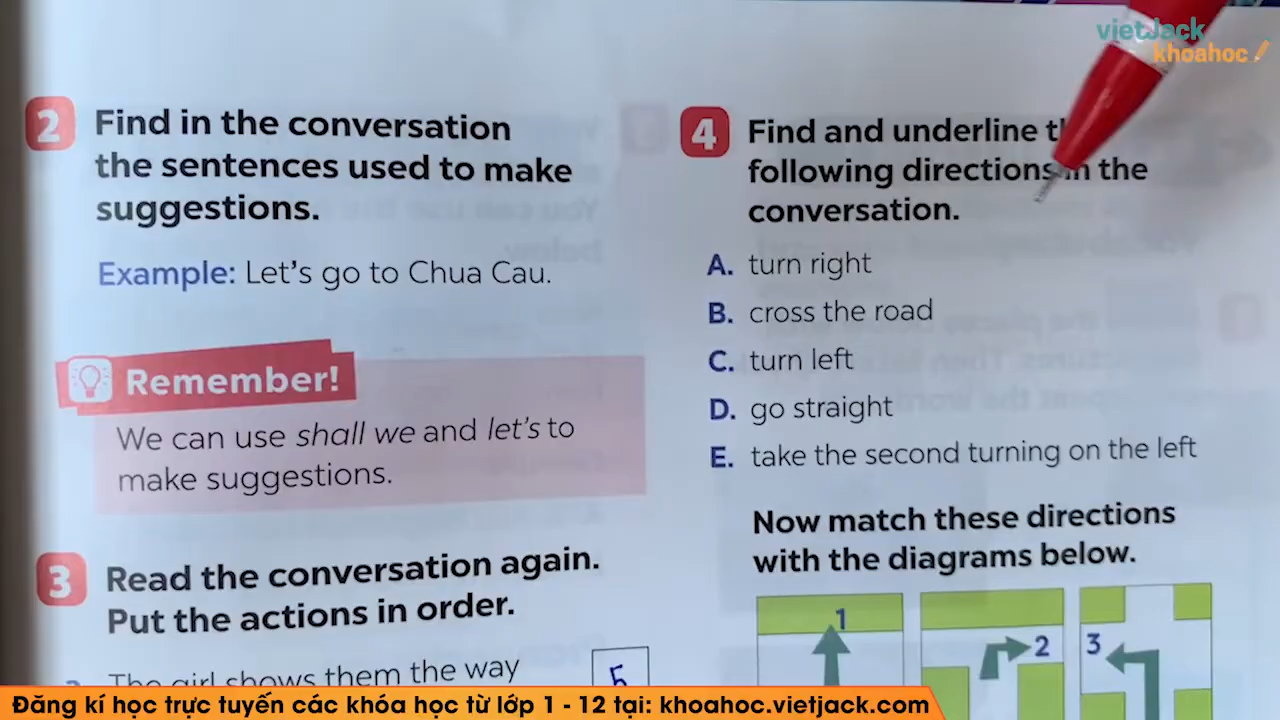 vietJack
khoahoc
2 Find in the conversation
the sentences used to make
suggestions.
Example: Let's go to Chua Cau.
Remember!
We can use shall we and let's to
make suggestions.
3 Read the conversation again.
Put the actions in order.
The girl shows them the way
5
4 Find and underline
following directions in the
conversation.
A. turn right
B. cross the road
C. turn left
D. go straight
E. take the second turning on the left
Now match these directions
with the diagrams below.
1
2
3
Đăng kí học trực tuyến các khóa học từ lớp 1 - 12 tại: khoahoc.vietjack.com